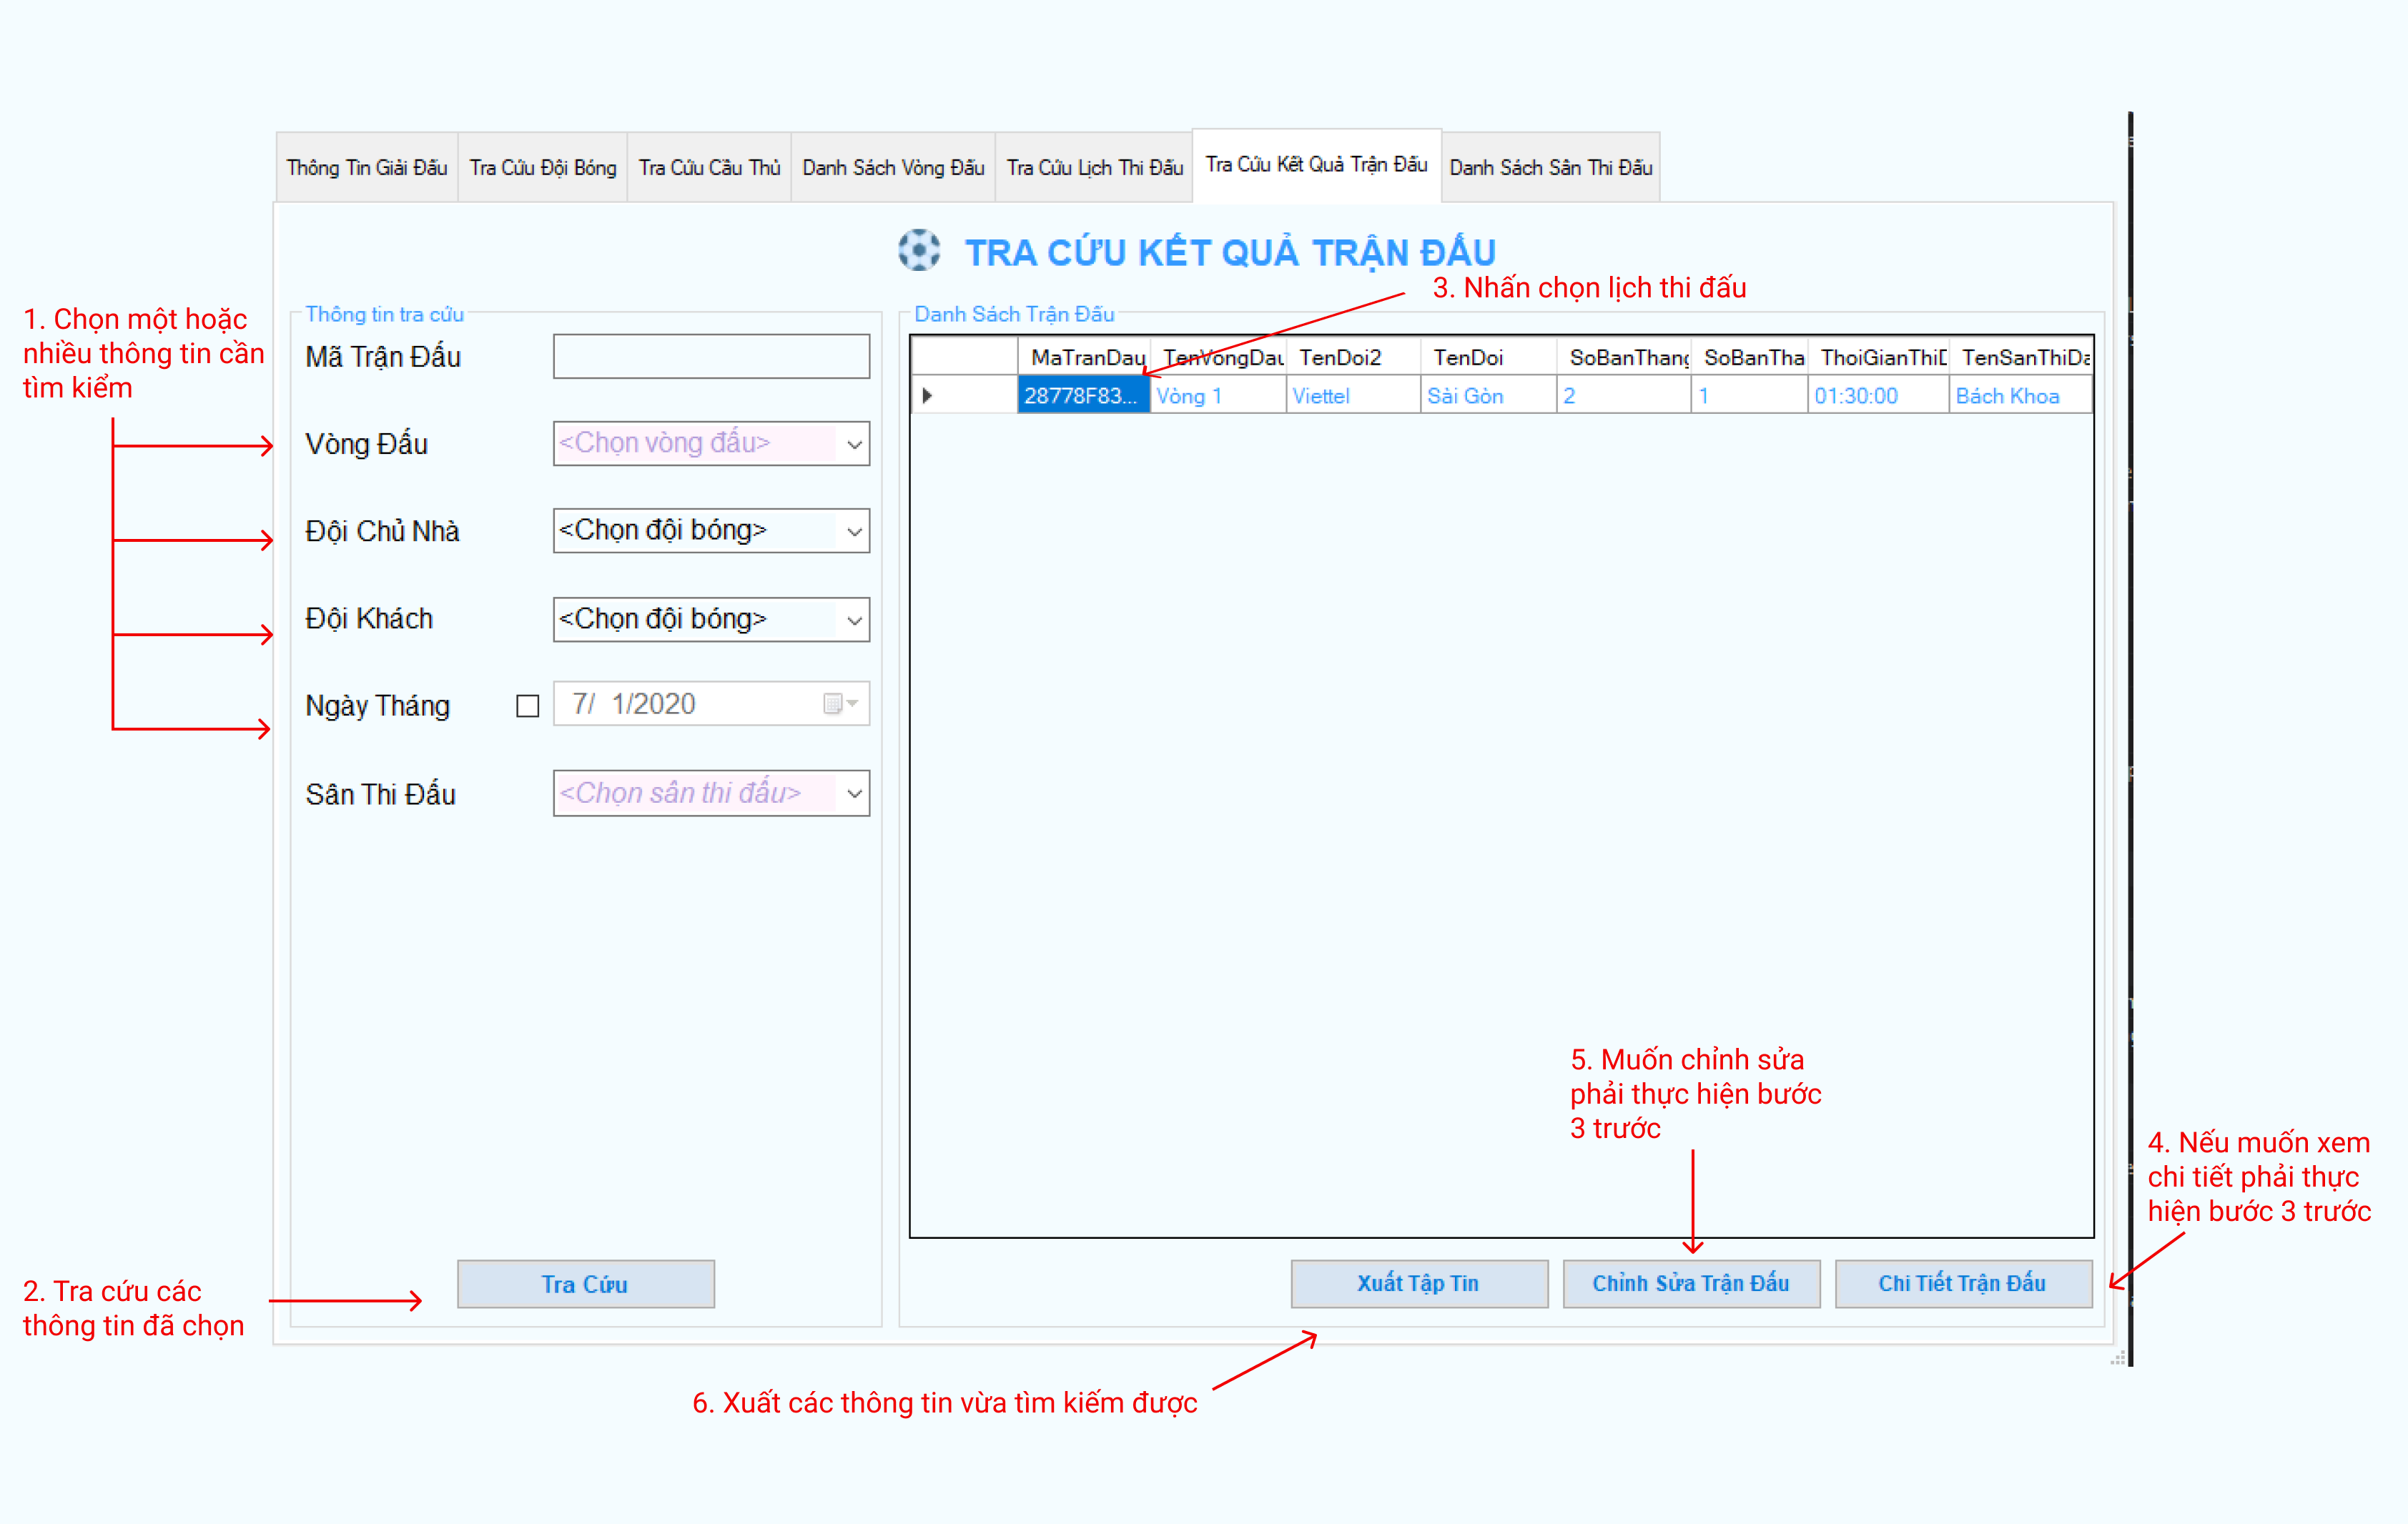 Thông Tin Giải Đấu
Tra Cứu Đội Bóng
Tra Cứu Cầu Thủ
Danh Sách Vòng Đấu
Tra Cứu Lịch Thi Đấu
Tra Cứu Kết Quả Trận Đấu
Danh Sách Sân Thi Đấu
TRA CỨU KẾT QUẢ TRẬN ĐẤU
3. Nhấn chọn lịch thi đấu
1. Chọn một hoặc
nhiều thông tin cần
tìm kiếm
Thông tin tra cứu
Mã Trận Đấu
Vòng Đấu
<Chọn vòng đấu>
Đội Chủ Nhà
<Chọn đội bóng>
Đội Khách
<Chọn đội bóng>
Ngày Tháng
7/ 1/2020
Sân Thi Đấu
<Chọn sân thi đấu>
Tra Cứu
2. Tra cứu các
thông tin đã chọn
Danh Sách Trận Đấu
MaTranDau TenVongDau TenDoi2 TenDoi SoBanThang SoBanTha ThoiGianThiD TenSanThiDa
28778F83... Vòng 1 Viettel Sài Gòn 2 1 01:30:00 Bách Khoa
5. Muốn chỉnh sửa
phải thực hiện bước
3 trước
4. Nếu muốn xem
chi tiết phải thực
hiện bước 3 trước
Xuất Tập Tin
Chỉnh Sửa Trận Đấu
Chi Tiết Trận Đấu
6. Xuất các thông tin vừa tìm kiếm được